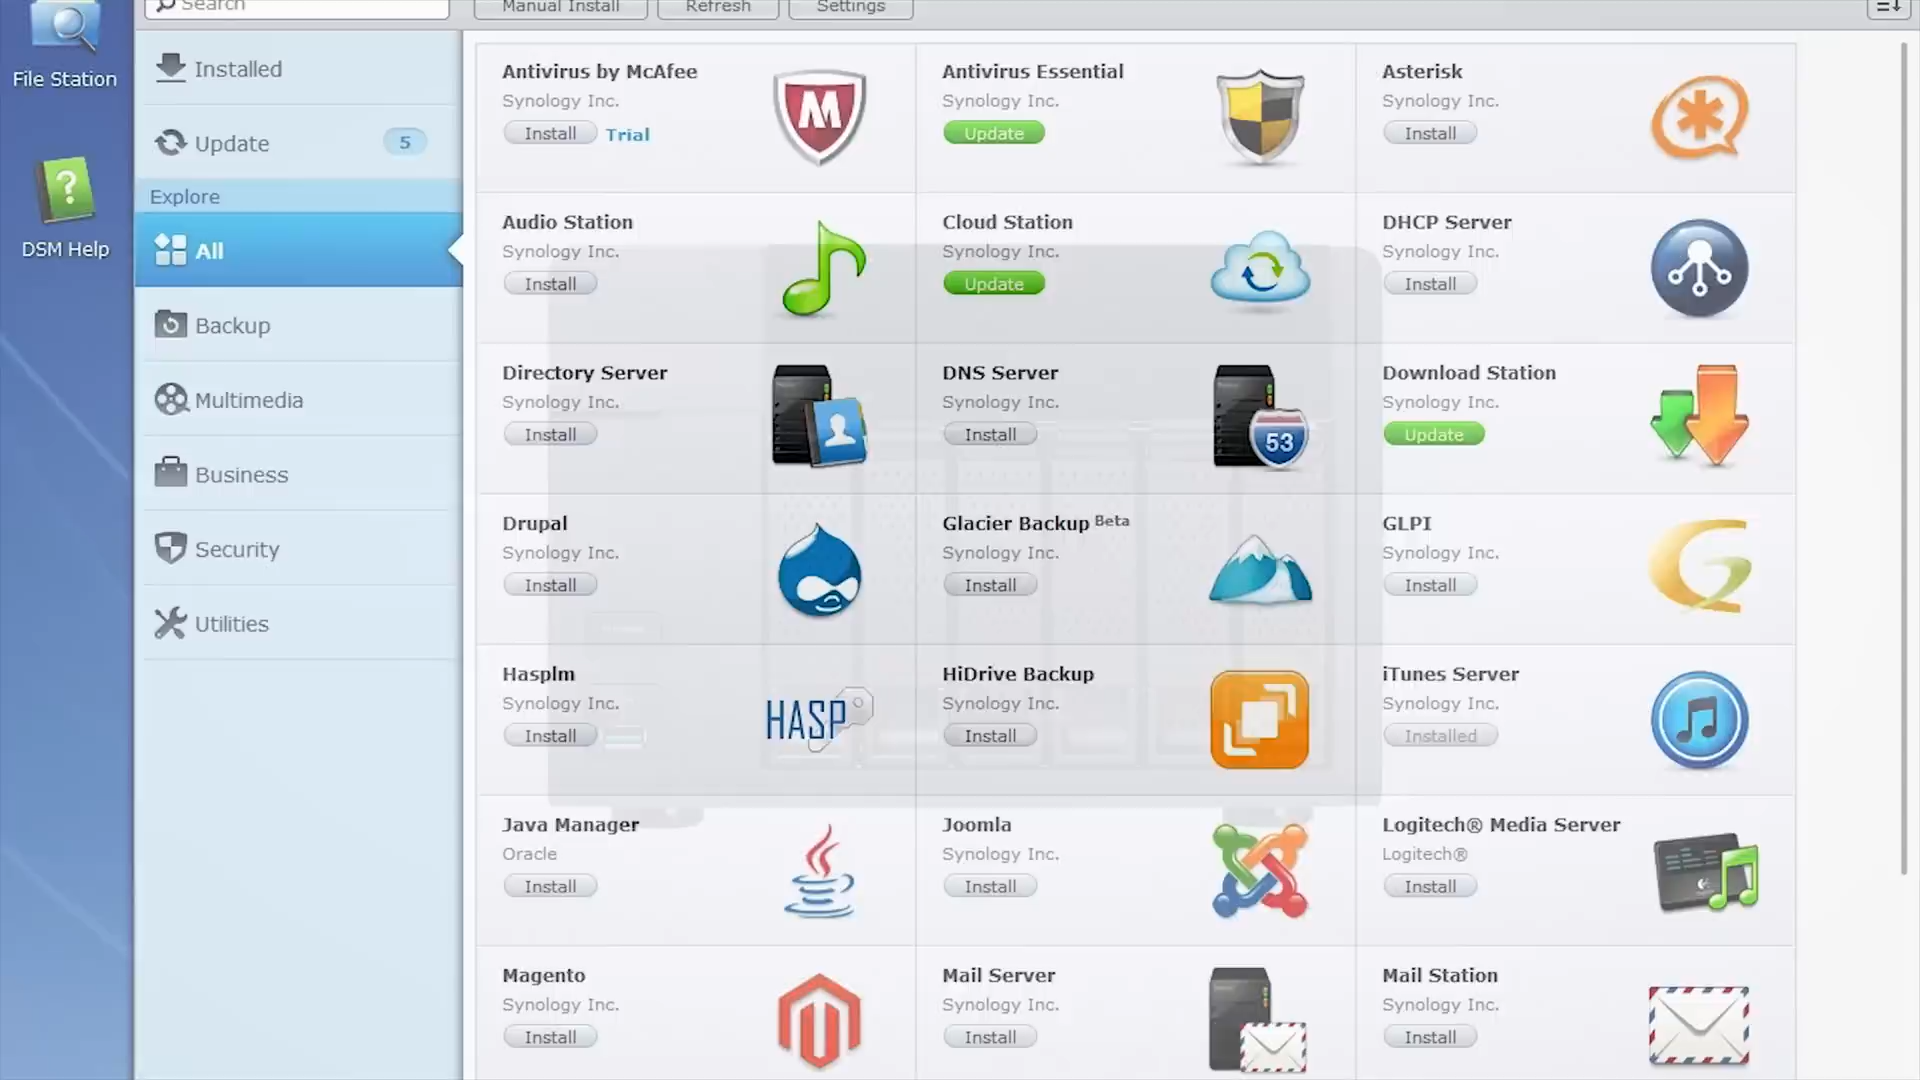 Search
Manual Install
Refresh
Settings
File Station
DSM Help
Installed
Update 5
Explore
All
Backup
Multimedia
Business
Security
Utilities
Antivirus by McAfee
Synology Inc.
Install Trial
Antivirus Essential
Synology Inc.
Update
Asterisk
Synology Inc.
Install
Audio Station
Synology Inc.
Install
Cloud Station
Synology Inc.
Update
DHCP Server
Synology Inc.
Install
Directory Server
Synology Inc.
Install
DNS Server
Synology Inc.
Install
53
Download Station
Synology Inc.
Update
Drupal
Synology Inc.
Install
Glacier Backup Beta
Synology Inc.
Install
GLPI
Synology Inc.
Install
Hasplm
Synology Inc.
Install
HASP
HiDrive Backup
Synology Inc.
Install
iTunes Server
Synology Inc.
Installed
Java Manager
Oracle
Install
Joomla
Synology Inc.
Install
Logitech® Media Server
Logitech®
Install
Magento
Synology Inc.
Install
Mail Server
Synology Inc.
Install
Mail Station
Synology Inc.
Install